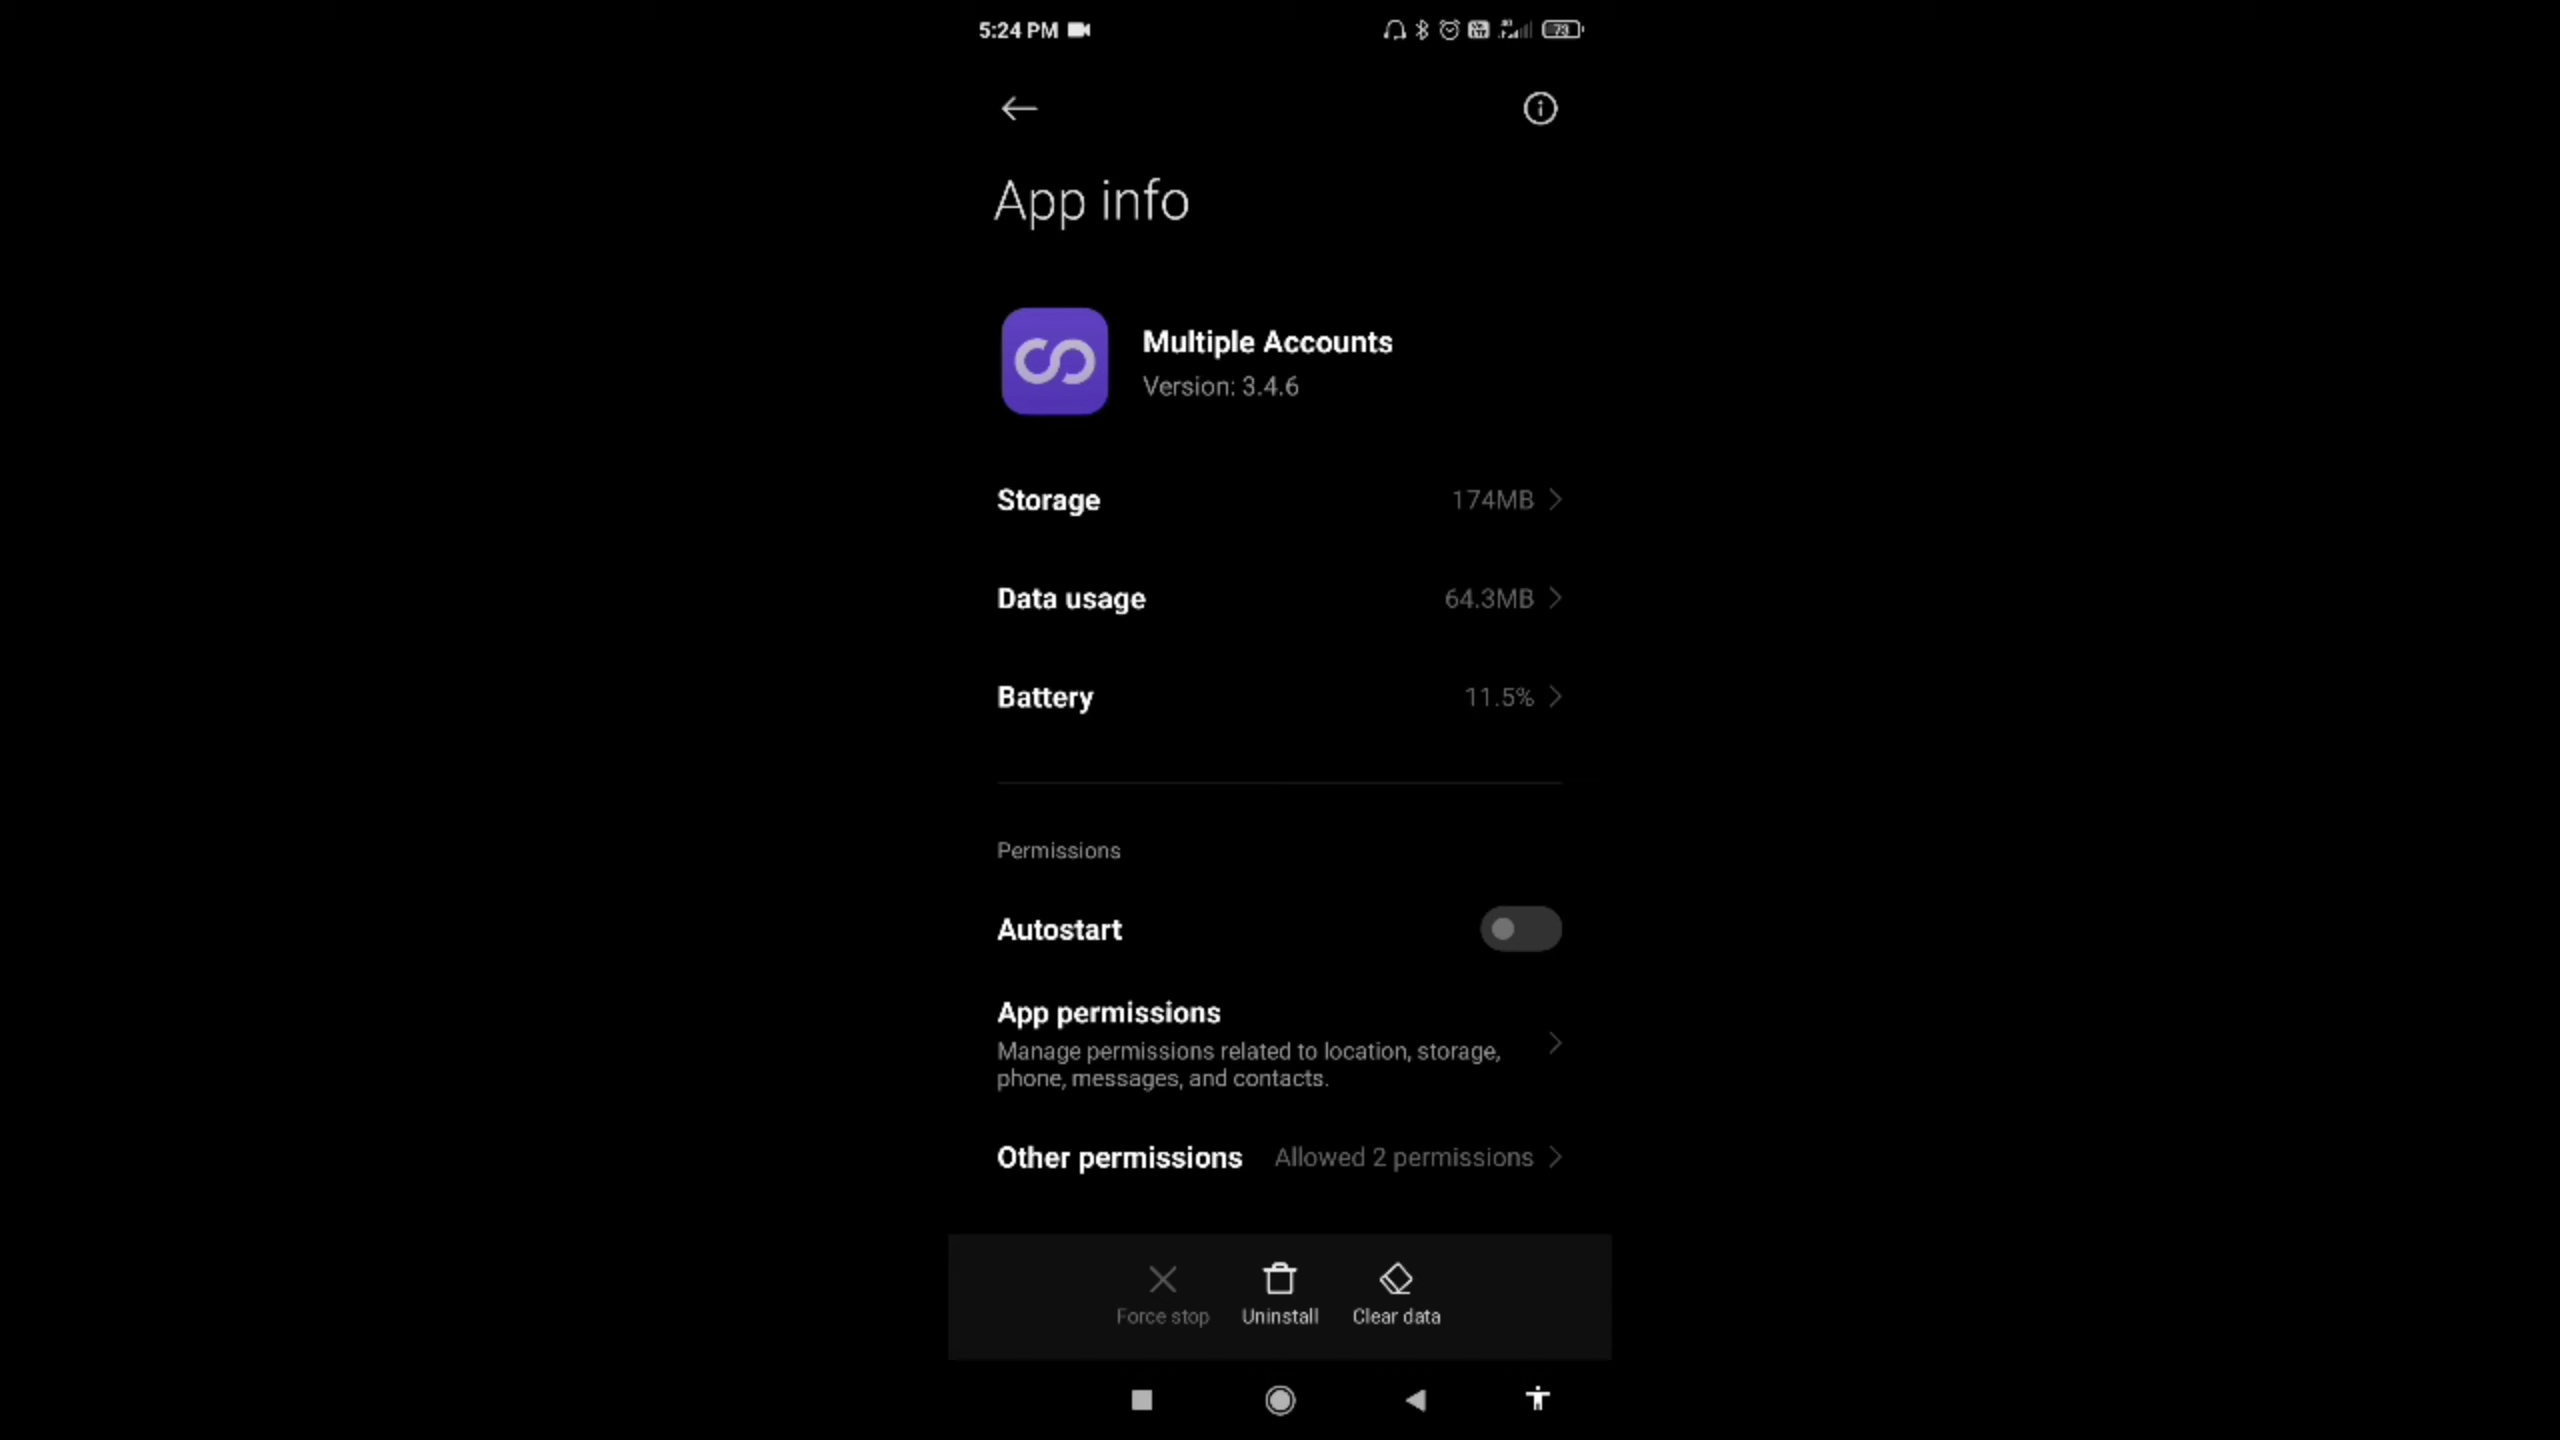 5:24 PM
73
App info
Multiple Accounts
Version: 3.4.6
Storage 174MB
Data usage 64.3MB
Battery 11.5%
Permissions
Autostart
App permissions
Manage permissions related to location, storage,
phone, messages, and contacts.
Other permissions Allowed 2 permissions
Force stop Uninstall Clear data